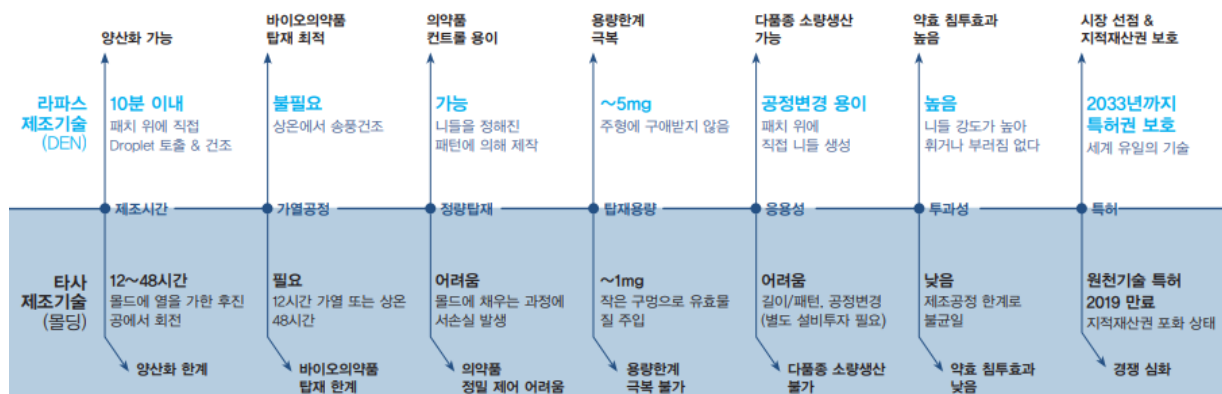 양산화 가능
바이오의약품
탑재 최적
의약품
컨트롤 용이
용량한계
극복
다품종 소량생산
가능
약효 침투효과
높음
시장 선점 &
지적재산권 보호
라파스
제조기술
(DEN)
10분 이내
패치 위에 직접
Droplet 토출 & 건조
불필요
상온에서 송풍건조
가능
니들을 정해진
패턴에 의해 제작
~5mg
주형에 구애받지 않음
공정변경 용이
패치 위에
직접 니들 생성
높음
니들 강도가 높아
휘거나 부러짐 없다
2033년까지
특허권 보호
세계 유일의 기술
제조시간
가열공정
정량탑재
탑재용량
응용성
투과성
특허
타사
제조기술
(몰딩)
12~48시간
몰드에 열을 가한 후진
공에서 회전
필요
12시간 가열 또는 상온
48시간
어려움
몰드에 채우는 과정에
서손실 발생
~1mg
작은 구멍으로 유효물
질 주입
어려움
길이/패턴, 공정변경
(별도 설비투자 필요)
낮음
제조공정 한계로
불균일
원천기술 특허
2019 만료
지적재산권 포화 상태
양산화 한계
바이오의약품
탑재 한계
의약품
정밀 제어 어려움
용량한계
극복 불가
다품종 소량생산
불가
약효 침투효과
낮음
경쟁 심화